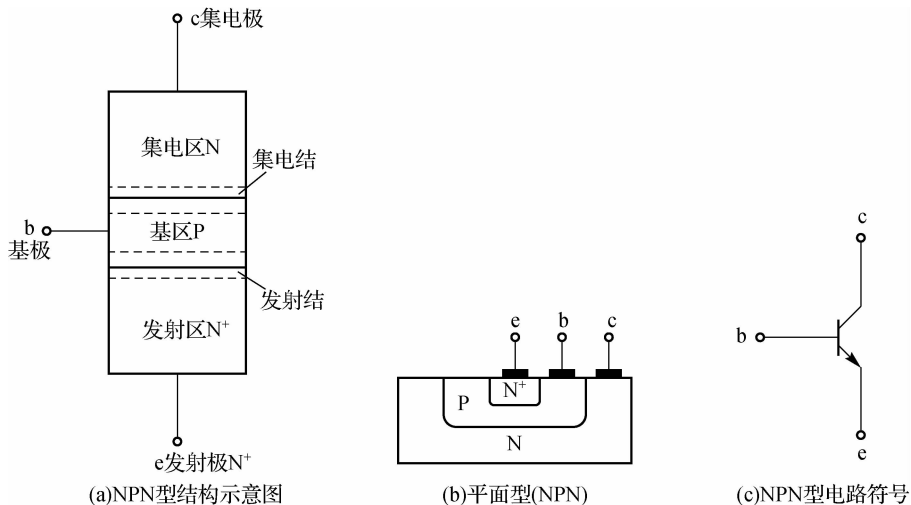 c集电极
集电区N
集电结
b
基极
基区P
发射结
发射区N⁺
e发射极N⁺
(a)NPN型结构示意图
e b c
N⁺
P
N
(b)平面型(NPN)
c
b
e
(c)NPN型电路符号